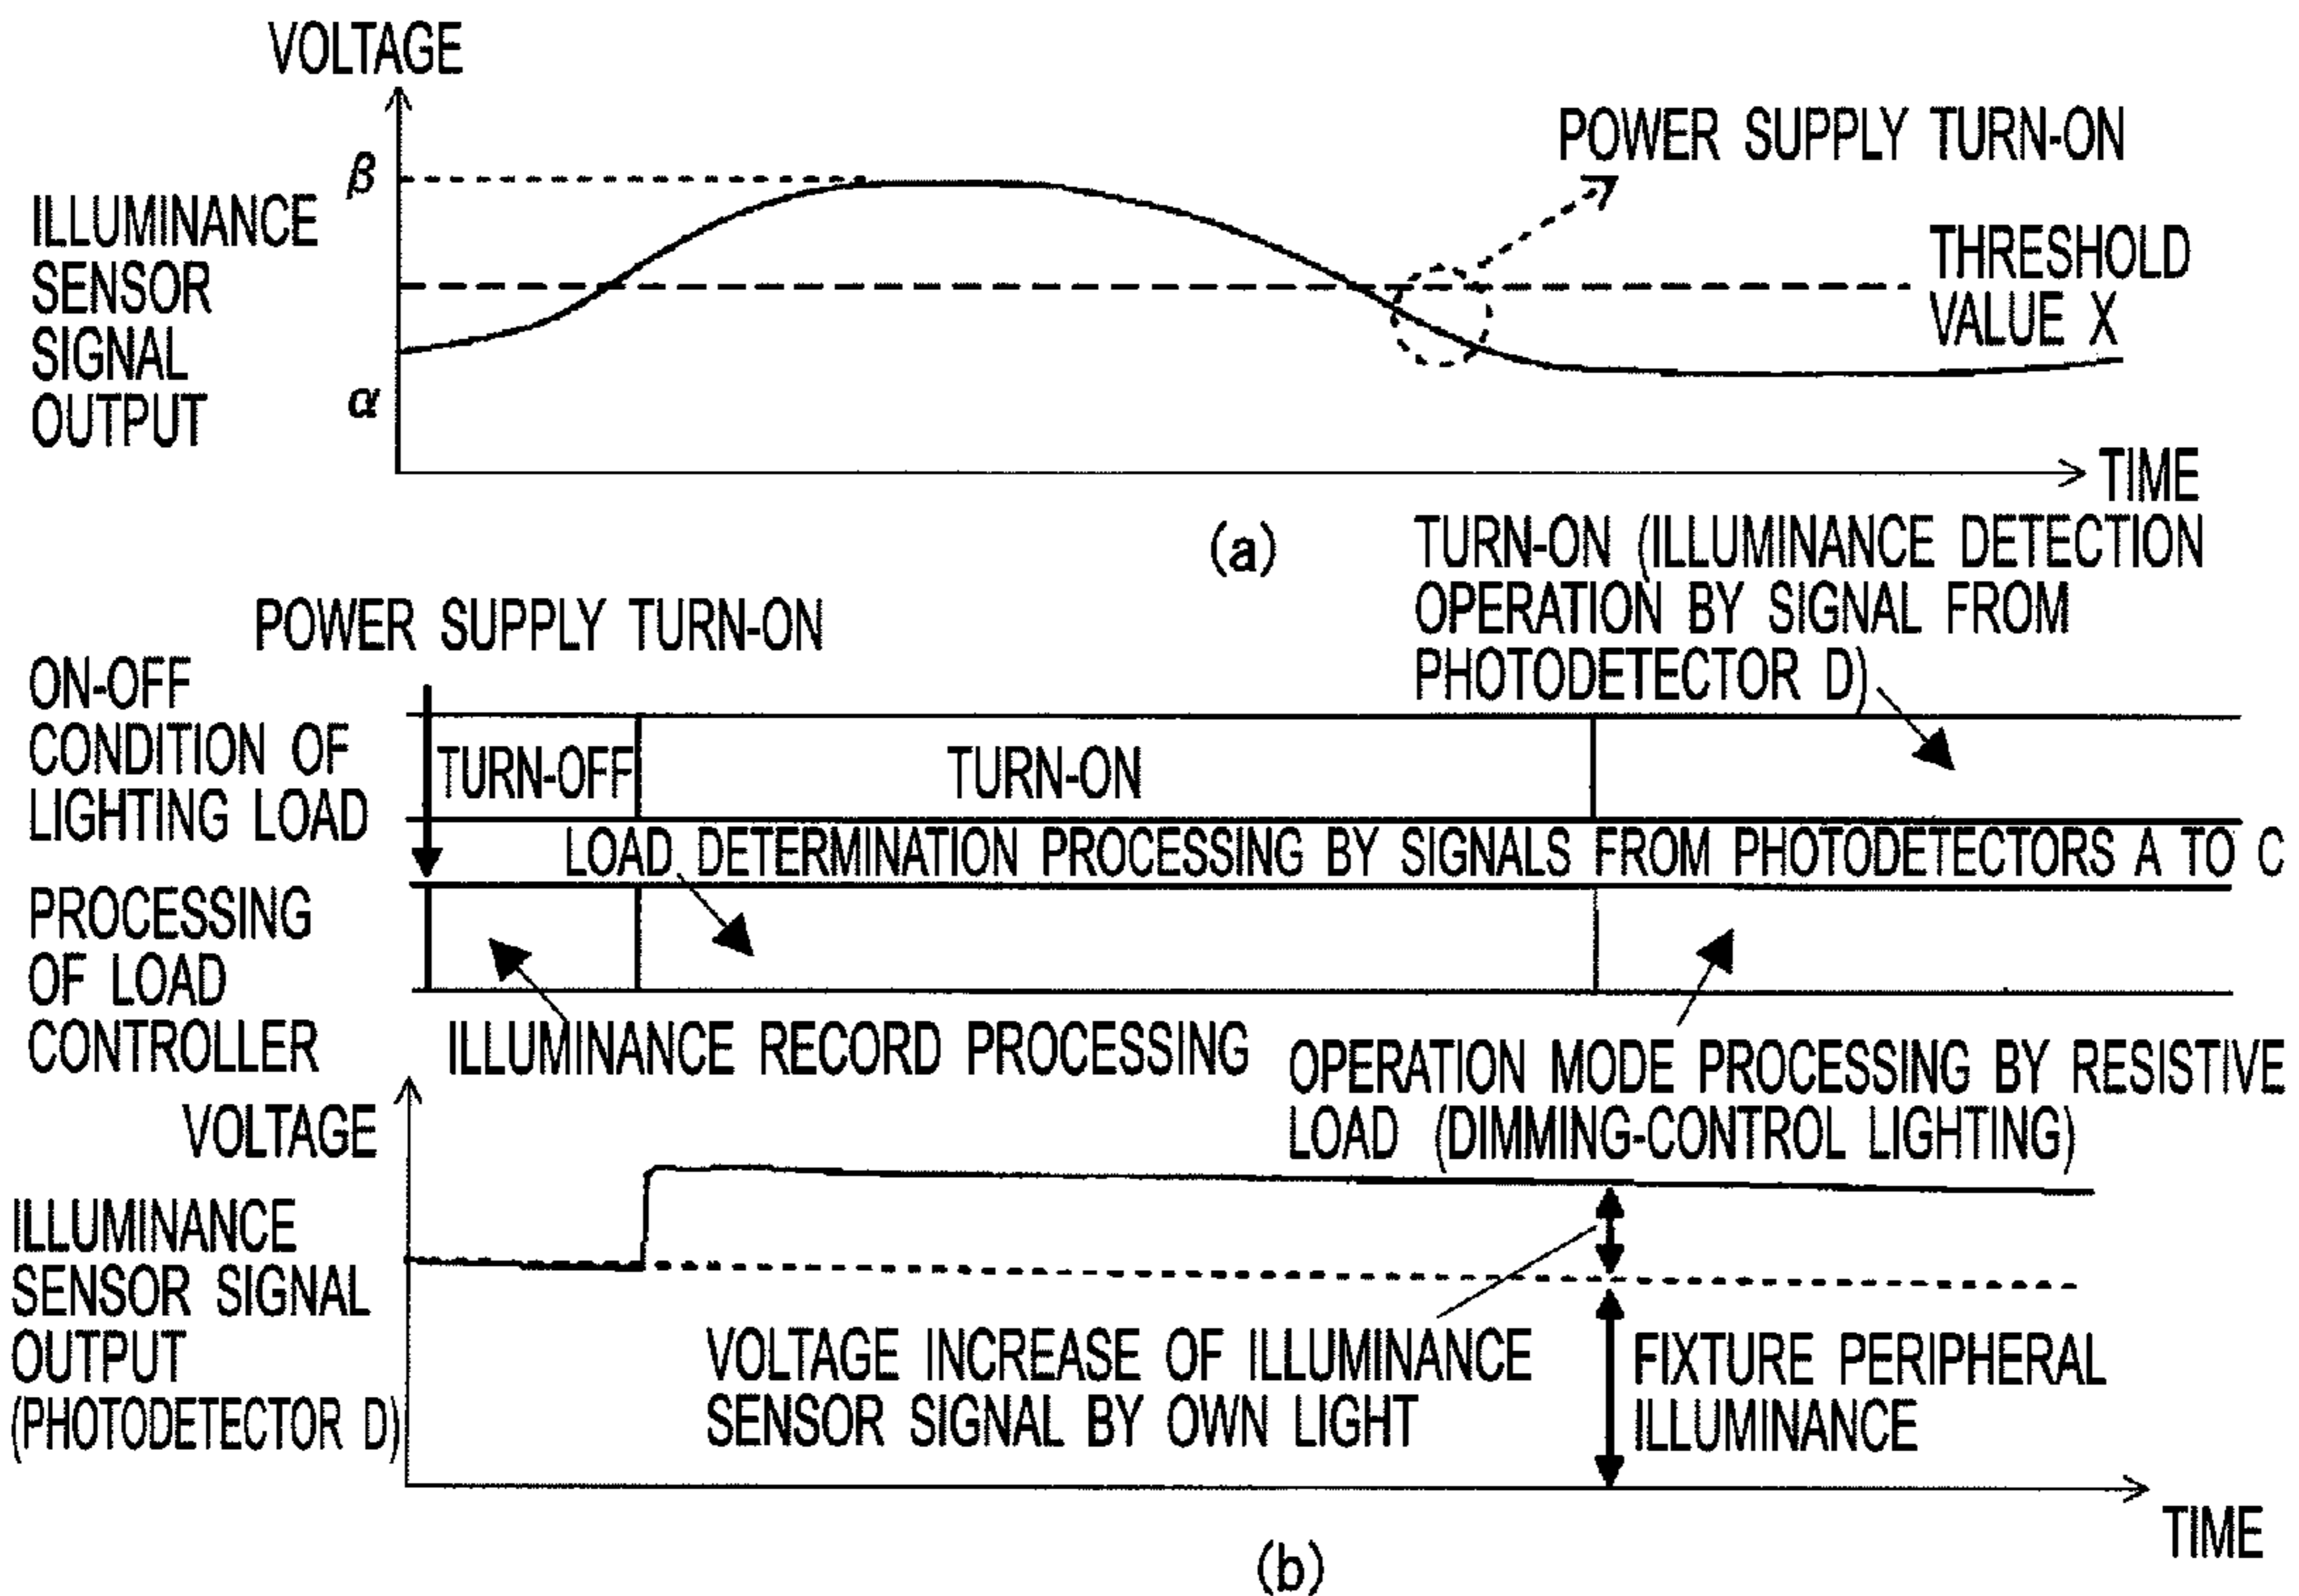 VOLTAGE
POWER SUPPLY TURN-ON
β
ILLUMINANCE
SENSOR
SIGNAL
OUTPUT
THRESHOLD
VALUE X
α
TIME
(a)
TURN-ON (ILLUMINANCE DETECTION
OPERATION BY SIGNAL FROM
PHOTODETECTOR D)
POWER SUPPLY TURN-ON
ON-OFF
CONDITION OF
LIGHTING LOAD
TURN-OFF
TURN-ON
LOAD DETERMINATION PROCESSING BY SIGNALS FROM PHOTODETECTORS A TO C
PROCESSING
OF LOAD
CONTROLLER
ILLUMINANCE RECORD PROCESSING
OPERATION MODE PROCESSING BY RESISTIVE
LOAD (DIMMING-CONTROL LIGHTING)
VOLTAGE
ILLUMINANCE
SENSOR SIGNAL
OUTPUT
(PHOTODETECTOR D)
VOLTAGE INCREASE OF ILLUMINANCE
SENSOR SIGNAL BY OWN LIGHT
FIXTURE PERIPHERAL
ILLUMINANCE
TIME
(b)